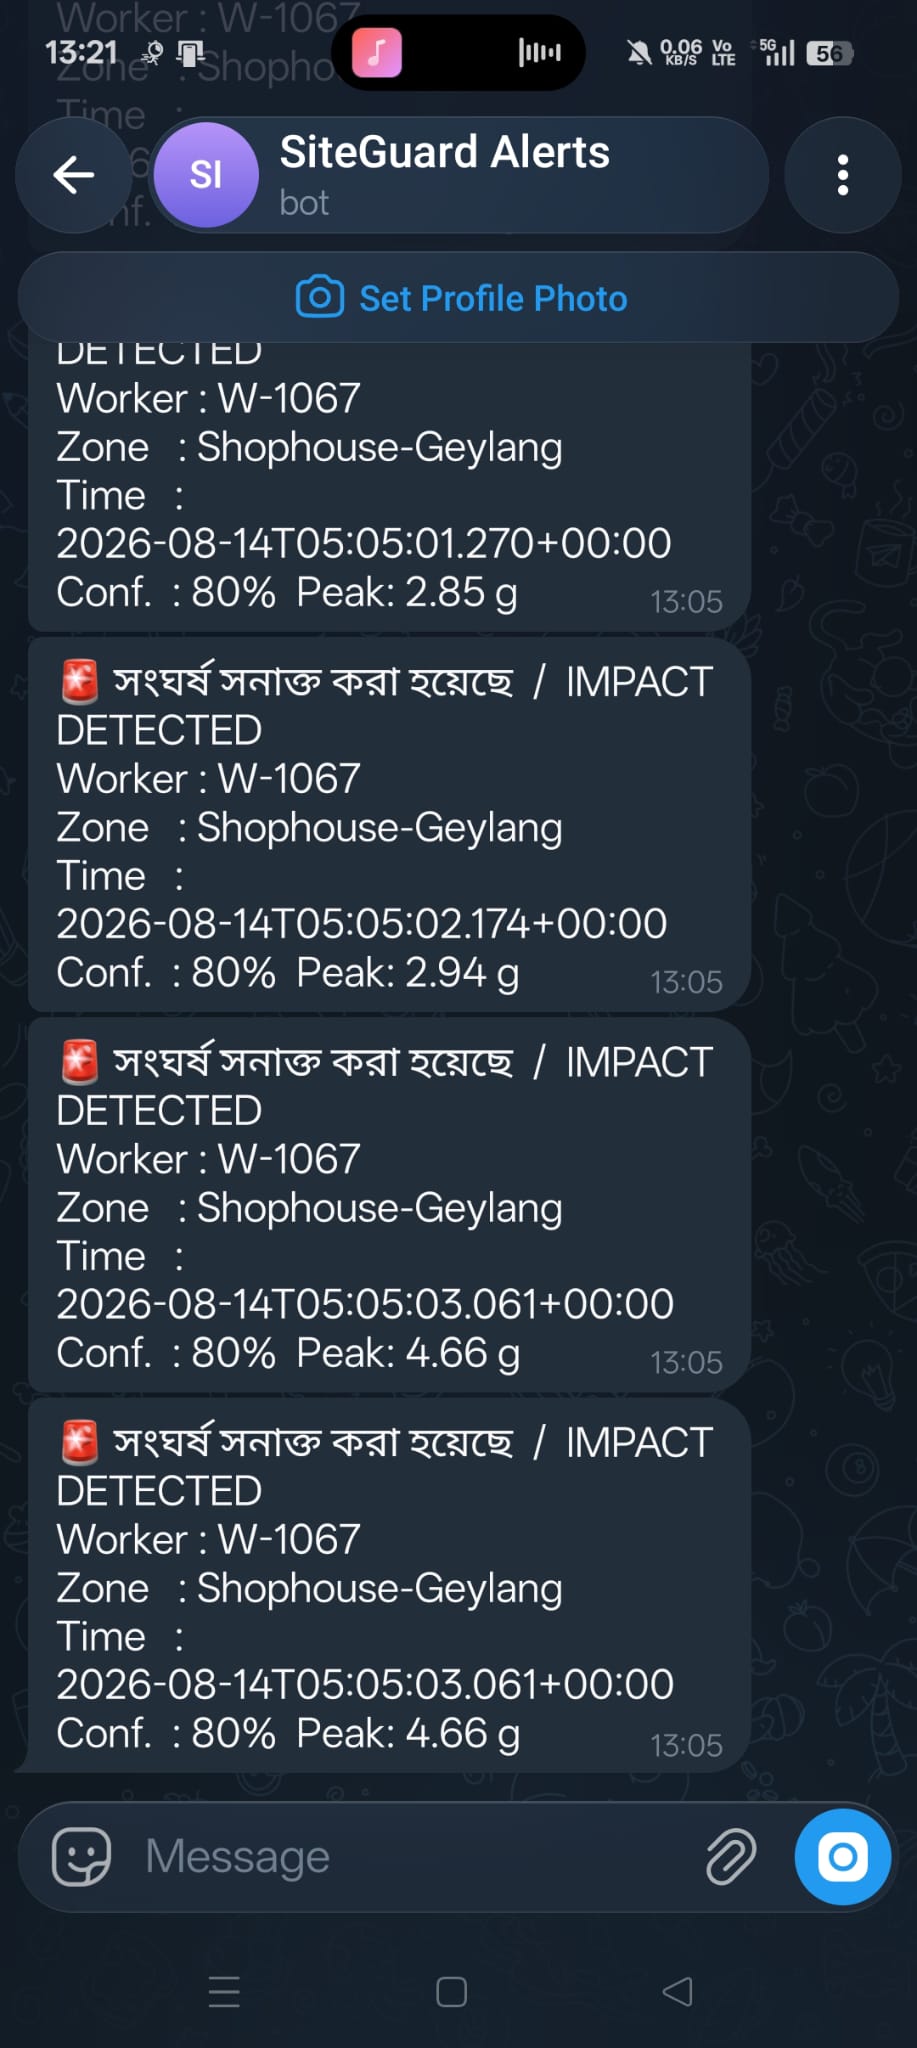 Worker : W-1067
13:21
0.06
KB/S
Vo
LTE
5G
56
Zone : Shopho
Time :
SI
SiteGuard Alerts
bot
Set Profile Photo
DETECTED
Worker : W-1067
Zone : Shophouse-Geylang
Time :
2026-08-14T05:05:01.270+00:00
Conf. : 80% Peak: 2.85 g
13:05
🚨 সংঘর্ষ সনাক্ত করা হয়েছে / IMPACT
DETECTED
Worker : W-1067
Zone : Shophouse-Geylang
Time :
2026-08-14T05:05:02.174+00:00
Conf. : 80% Peak: 2.94 g
13:05
🚨 সংঘর্ষ সনাক্ত করা হয়েছে / IMPACT
DETECTED
Worker : W-1067
Zone : Shophouse-Geylang
Time :
2026-08-14T05:05:03.061+00:00
Conf. : 80% Peak: 4.66 g
13:05
🚨 সংঘর্ষ সনাক্ত করা হয়েছে / IMPACT
DETECTED
Worker : W-1067
Zone : Shophouse-Geylang
Time :
2026-08-14T05:05:03.061+00:00
Conf. : 80% Peak: 4.66 g
13:05
Message